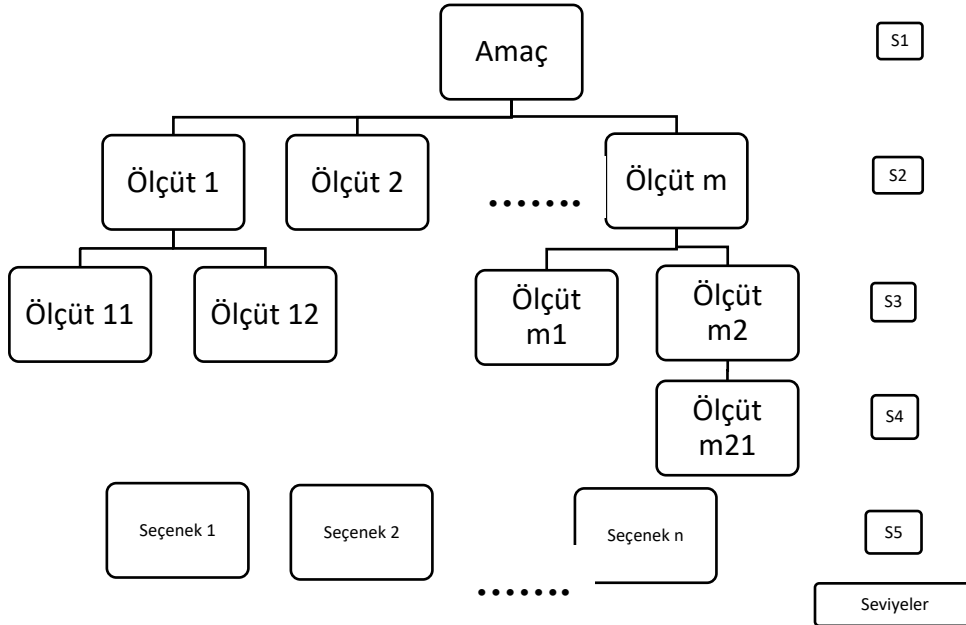 Amaç
S1
Ölçüt 1
Ölçüt 2
.......
Ölçüt m
S2
Ölçüt 11
Ölçüt 12
Ölçüt
m1
Ölçüt
m2
S3
Ölçüt
m21
S4
Seçenek 1
Seçenek 2
.......
Seçenek n
S5
Seviyeler